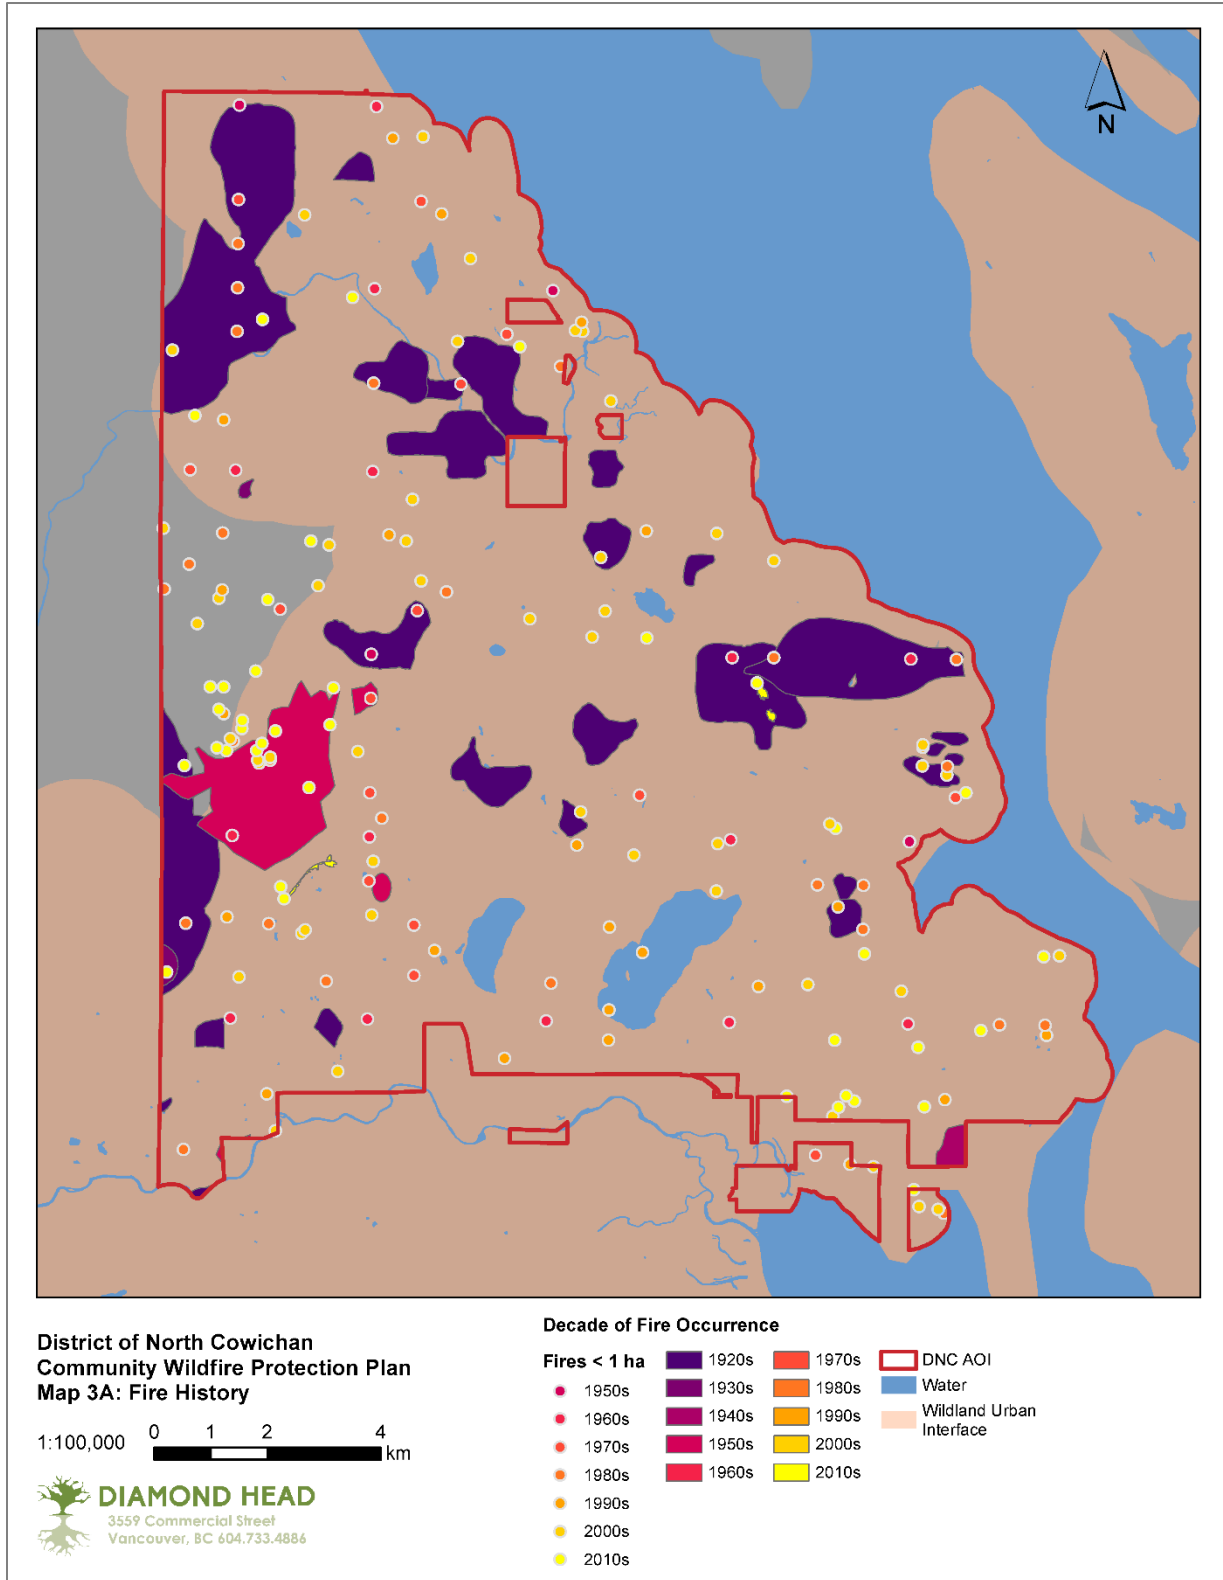 N
District of North Cowichan
Community Wildfire Protection Plan
Map 3A: Fire History
1:100,000
0 1 2 4
km
DIAMOND HEAD
3559 Commercial Street
Vancouver, BC 604.733.4886
Decade of Fire Occurrence
Fires < 1 ha
1950s
1960s
1970s
1980s
1990s
2000s
2010s
1920s
1930s
1940s
1950s
1960s
1970s
1980s
1990s
2000s
2010s
DNC AOI
Water
Wildland Urban
Interface